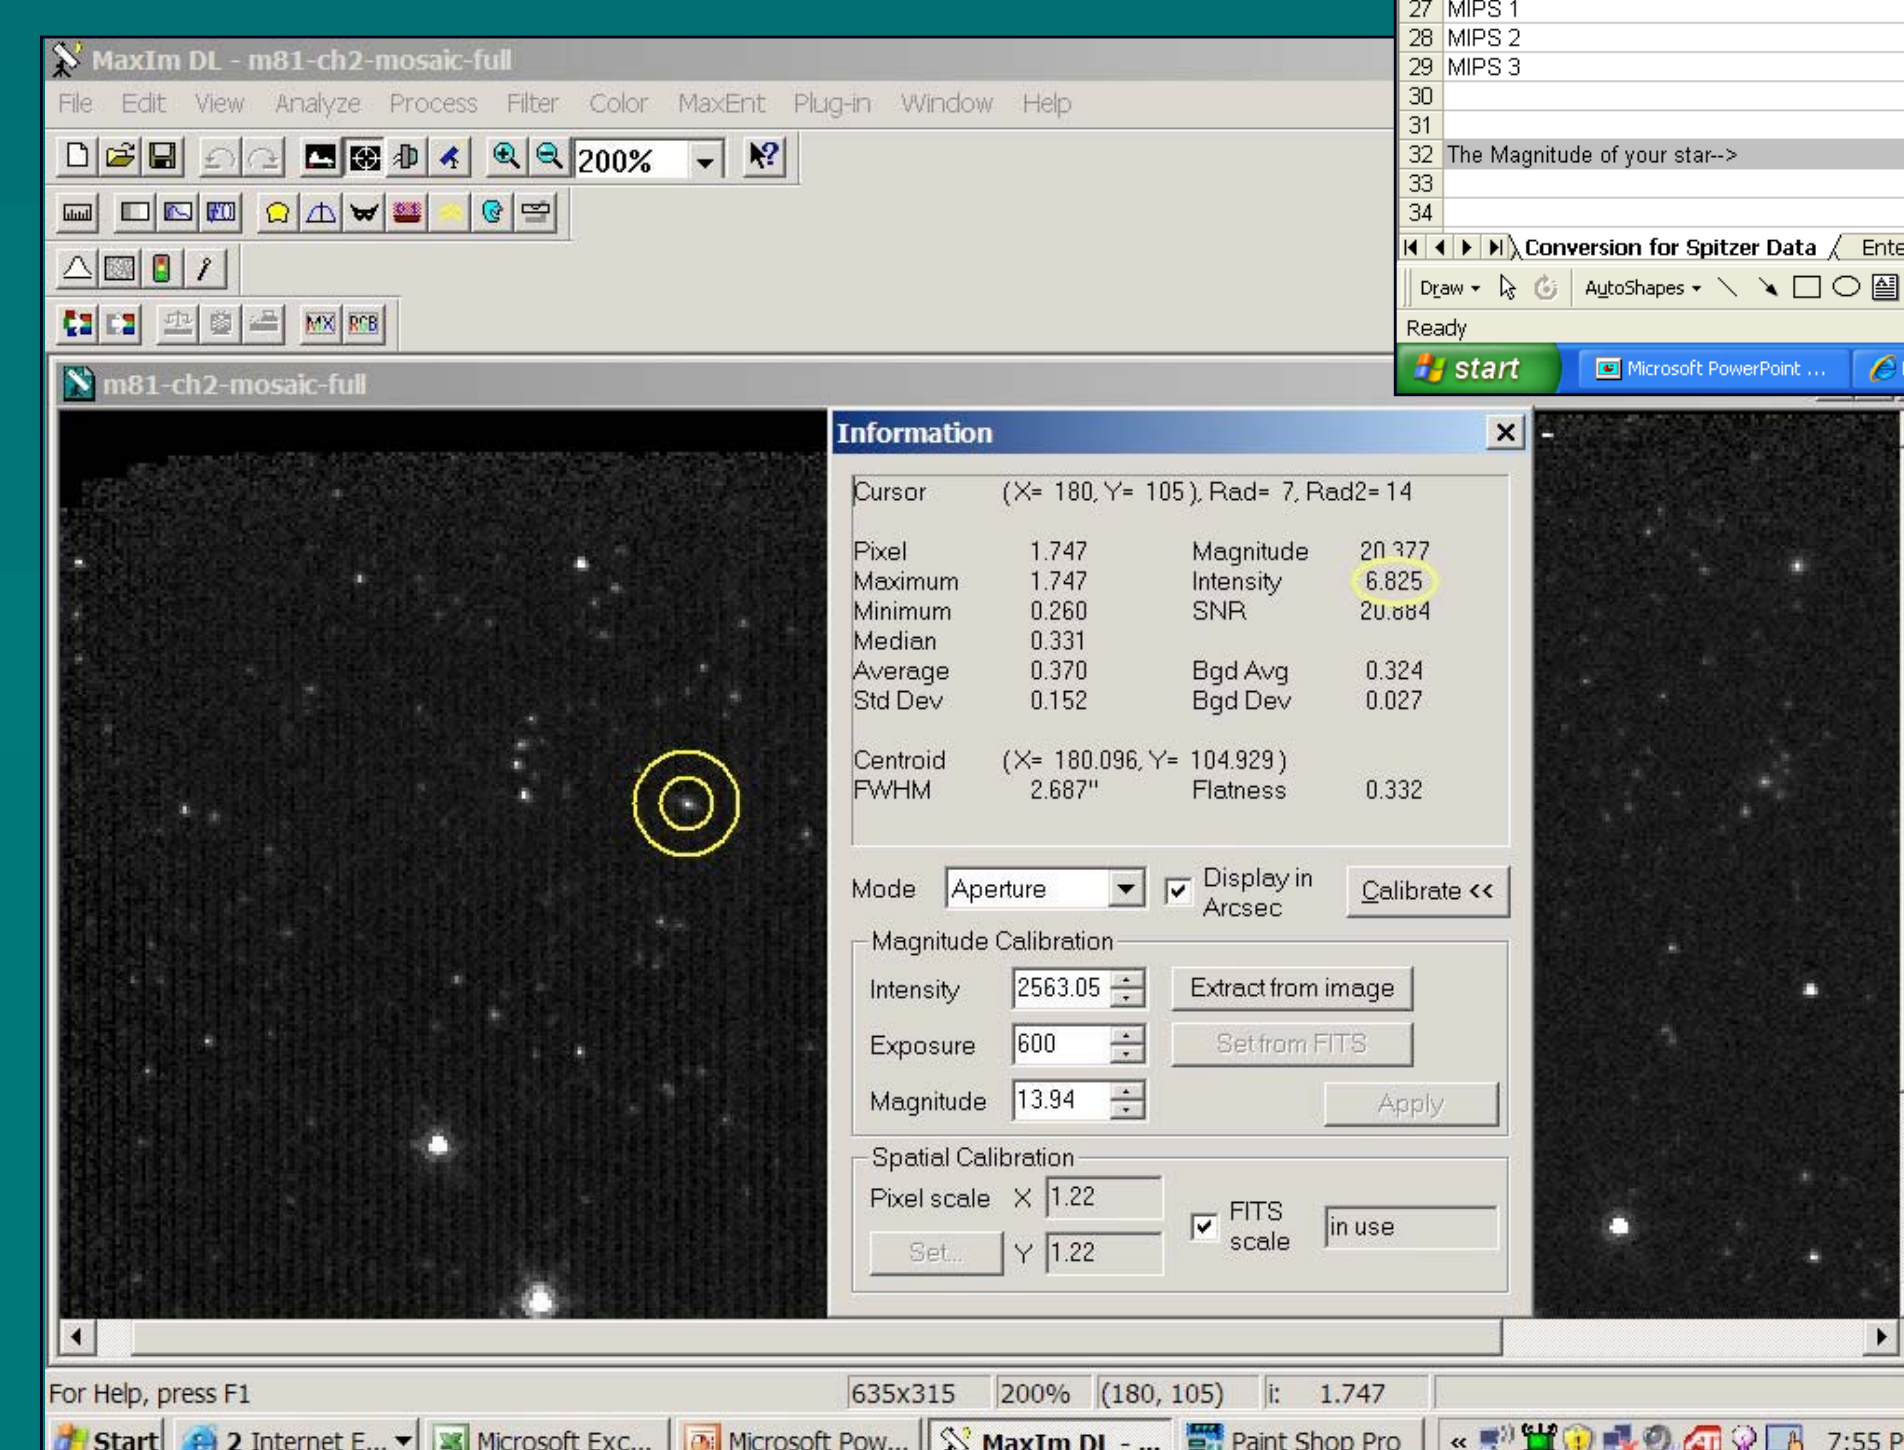 27 MIPS 1
28 MIPS 2
29 MIPS 3
30
31
32 The Magnitude of your star-->
33
34
Conversion for Spitzer Data
Draw AutoShapes
Ready
start Microsoft PowerPoint ...
MaxIm DL - m81-ch2-mosaic-full
File Edit View Analyze Process Filter Color MaxEnt Plug-in Window Help
200%
MX RGB
m81-ch2-mosaic-full
Information
Cursor (X= 180, Y= 105), Rad= 7, Rad2= 14
Pixel 1.747 Magnitude 20.377
Maximum 1.747 Intensity 6.825
Minimum 0.260 SNR 20.884
Median 0.331
Average 0.370 Bgd Avg 0.324
Std Dev 0.152 Bgd Dev 0.027
Centroid (X= 180.096, Y= 104.929)
FWHM 2.687" Flatness 0.332
Mode Aperture Display in Arcsec Calibrate <<
Magnitude Calibration
Intensity 2563.05 Extract from image
Exposure 600 Set from FITS
Magnitude 13.94 Apply
Spatial Calibration
Pixel scale X 1.22 FITS scale in use
Set... Y 1.22
For Help, press F1 635x315 200% (180, 105) i: 1.747
Start 2 Internet E... Microsoft Exc... Microsoft Pow... MaxIm DL - ... Paint Shop Pro « 7:55 P